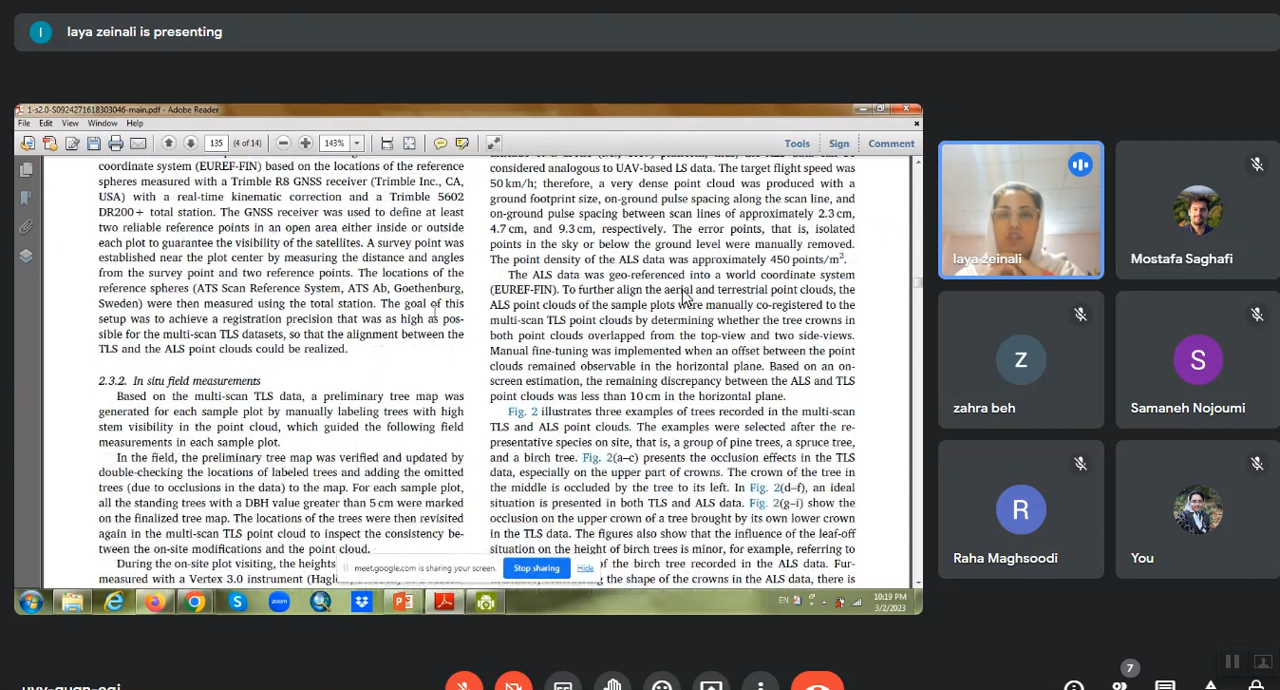 laya zeinali is presenting
1-s2.0-S0924271618303046-main.pdf - Adobe Reader
File Edit View Window Help
135 (4 of 14) 143% Tools Sign Comment
coordinate system (EUREF-FIN) based on the locations of the reference
spheres measured with a Trimble R8 GNSS receiver (Trimble Inc., CA,
USA) with a real-time kinematic correction and a Trimble 5602
DR200+ total station. The GNSS receiver was used to define at least
two reliable reference points in an open area either inside or outside
each plot to guarantee the visibility of the satellites. A survey point was
established near the plot center by measuring the distance and angles
from the survey point and two reference points. The locations of the
reference spheres (ATS Scan Reference System, ATS Ab, Goethenburg,
Sweden) were then measured using the total station. The goal of this
setup was to achieve a registration precision that was as high as pos-
sible for the multi-scan TLS datasets, so that the alignment between the
TLS and the ALS point clouds could be realized.
2.3.2. In situ field measurements
Based on the multi-scan TLS data, a preliminary tree map was
generated for each sample plot by manually labeling trees with high
stem visibility in the point cloud, which guided the following field
measurements in each sample plot.
In the field, the preliminary tree map was verified and updated by
double-checking the locations of labeled trees and adding the omitted
trees (due to occlusions in the data) to the map. For each sample plot,
all the standing trees with a DBH value greater than 5 cm were marked
on the finalized tree map. The locations of the trees were then revisited
again in the multi-scan TLS point cloud to inspect the consistency be-
tween the on-site modifications and the point cloud.
During the on-site plot visiting, the heights
measured with a Vertex 3.0 instrument
considered analogous to UAV-based LS data. The target flight speed was
50 km/h; therefore, a very dense point cloud was produced with a
ground footprint size, on-ground pulse spacing along the scan line, and
on-ground pulse spacing between scan lines of approximately 2.3 cm,
4.7 cm, and 9.3 cm, respectively. The error points, that is, isolated
points in the sky or below the ground level were manually removed.
The point density of the ALS data was approximately 450 points/m².
The ALS data was geo-referenced into a world coordinate system
(EUREF-FIN). To further align the aerial and terrestrial point clouds, the
ALS point clouds of the sample plots were manually co-registered to the
multi-scan TLS point clouds by determining whether the tree crowns in
both point clouds overlapped from the top-view and two side-views.
Manual fine-tuning was implemented when an offset between the point
clouds remained observable in the horizontal plane. Based on an on-
screen estimation, the remaining discrepancy between the ALS and TLS
point clouds was less than 10 cm in the horizontal plane.
Fig. 2 illustrates three examples of trees recorded in the multi-scan
TLS and ALS point clouds. The examples were selected after the re-
presentative species on site, that is, a group of pine trees, a spruce tree,
and a birch tree. Fig. 2(a–c) presents the occlusion effects in the TLS
data, especially on the upper part of crowns. The crown of the tree in
the middle is occluded by the tree to its left. In Fig. 2(d–f), an ideal
situation is presented in both TLS and ALS data. Fig. 2(g–i) show the
occlusion on the upper crown of a tree brought by its own lower crown
in the TLS data. The figures also show that the influence of the leaf-off
situation on the height of birch trees is minor, for example, referring to
of the birch tree recorded in the ALS data. Fur-
the shape of the crowns in the ALS data, there is
meet.google.com is sharing your screen. Stop sharing Hide
zoom
EN 10:19 PM
3/2/2023
laya zeinali
Mostafa Saghafi
z
zahra beh
S
Samaneh Nojoumi
R
Raha Maghsoodi
You
7